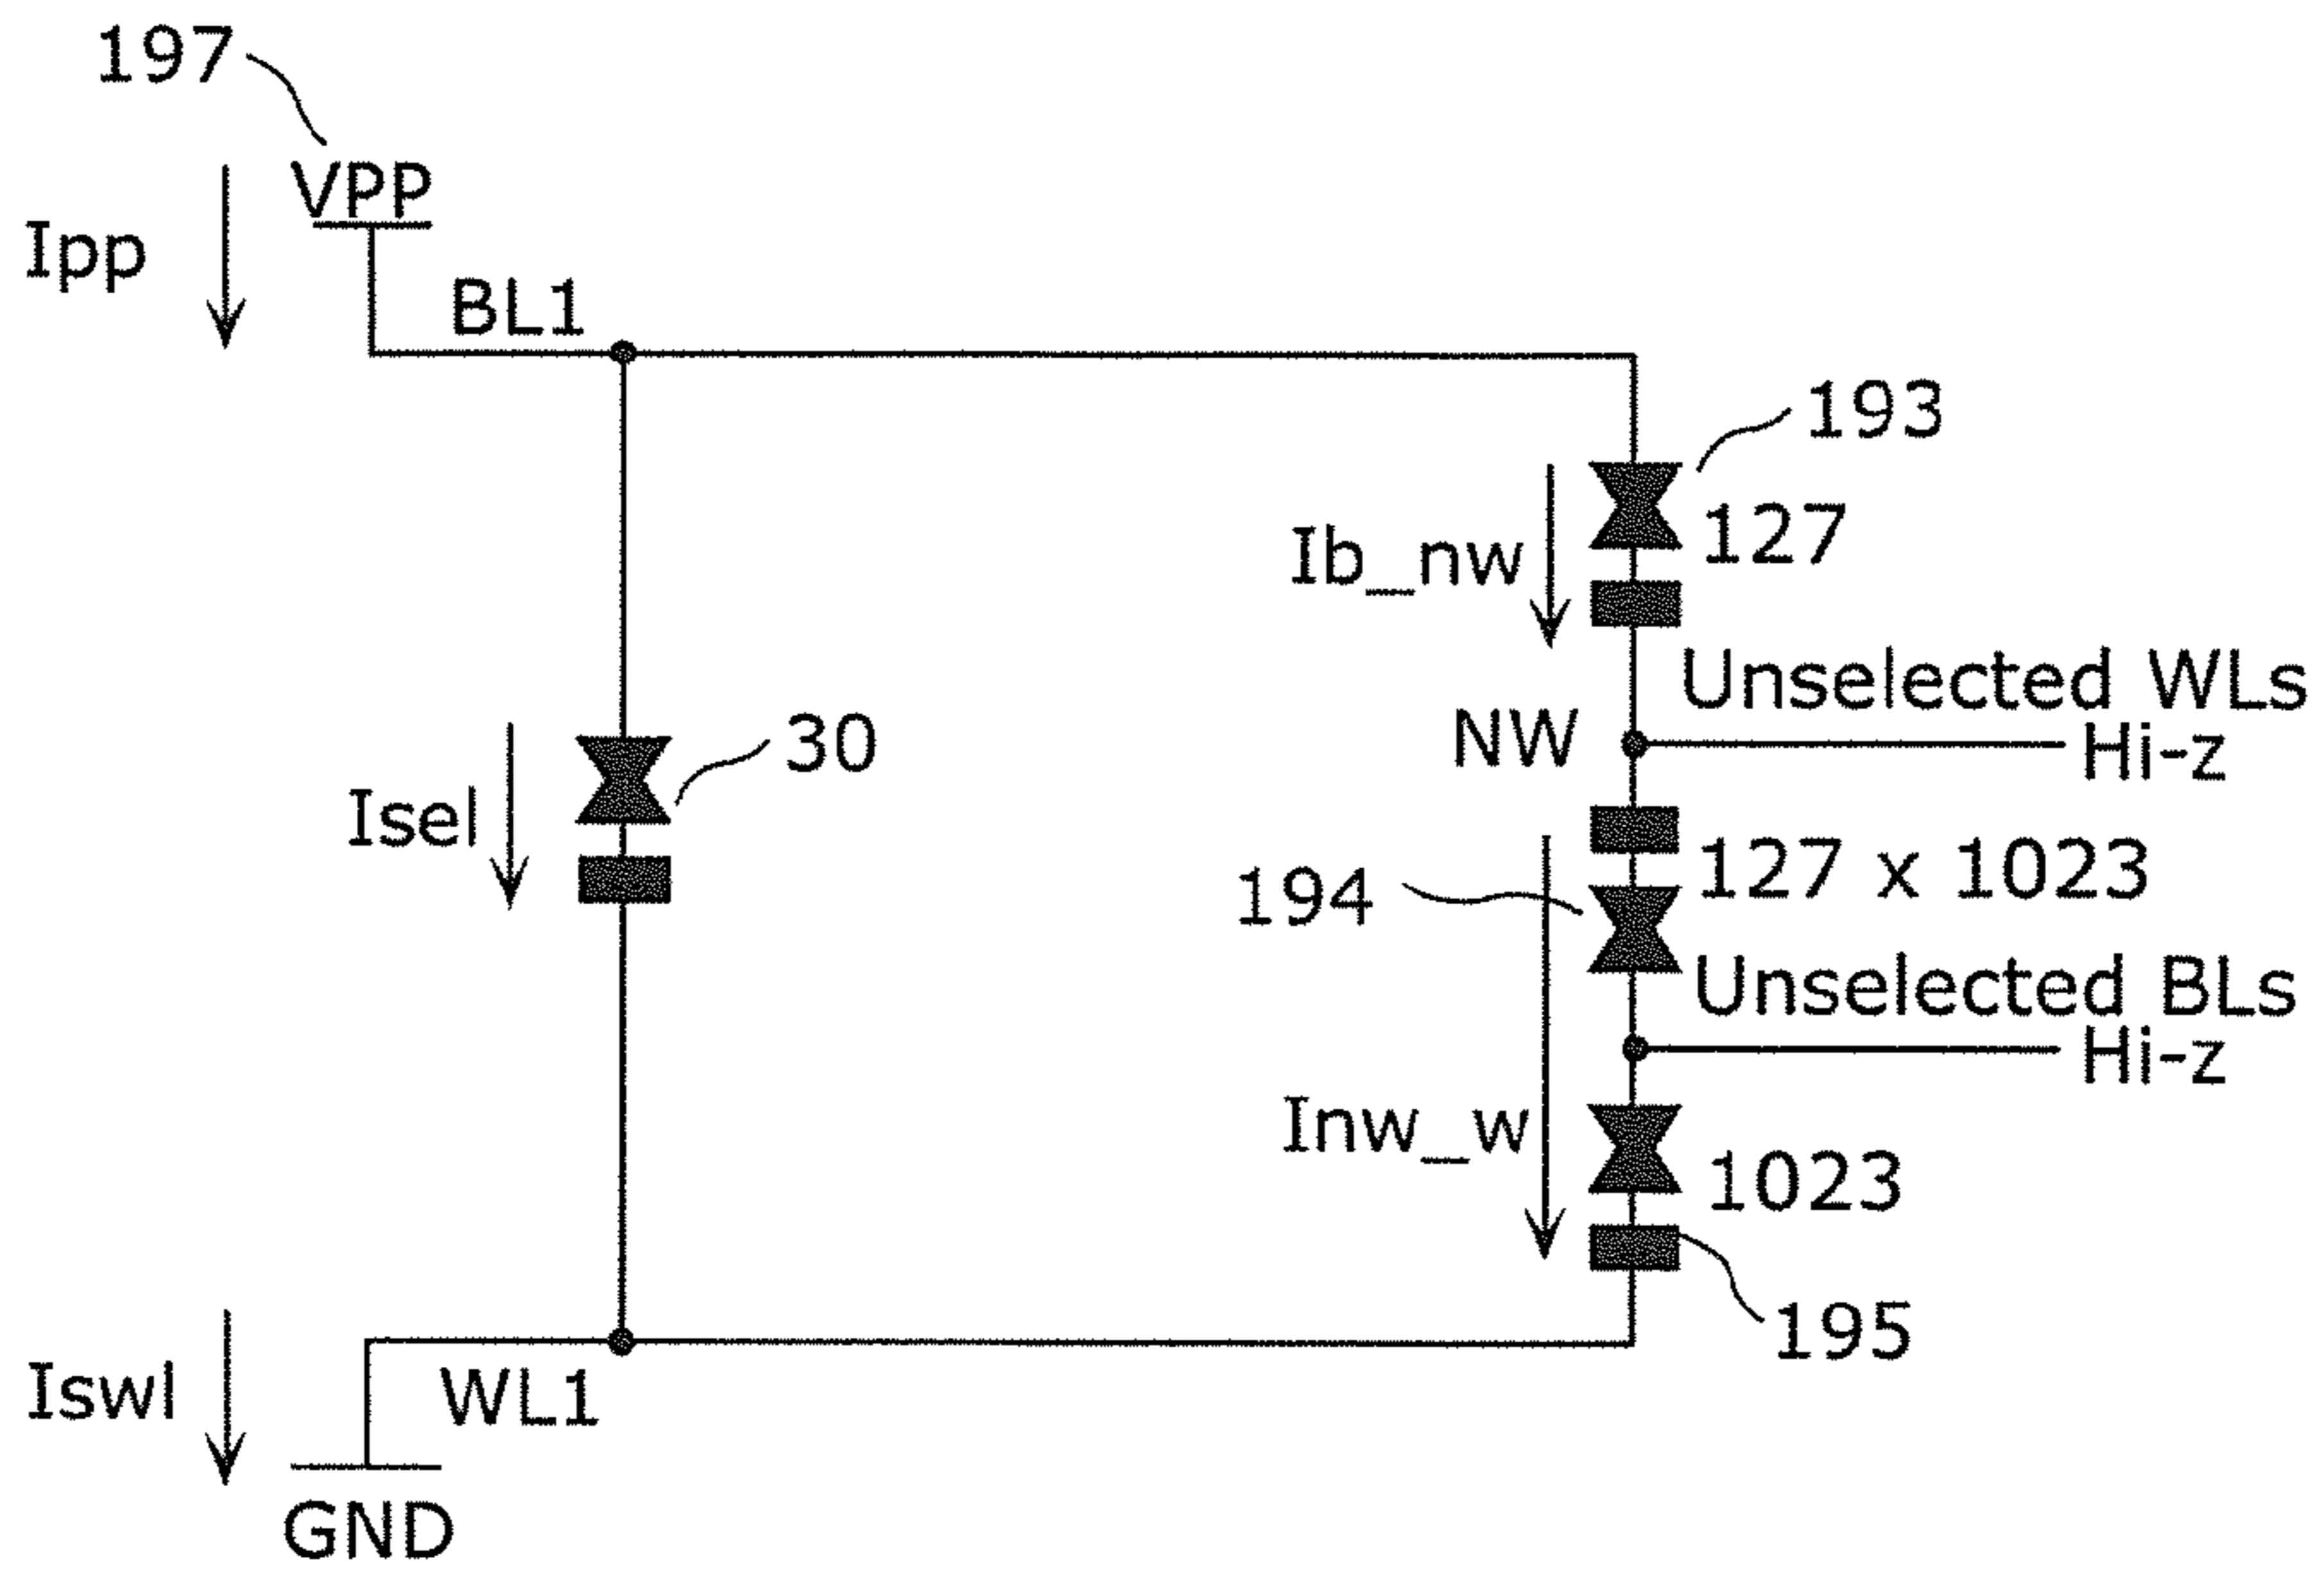 197
VPP
Ipp
BL1
193
127
Ib_nw
Unselected WLs
NW
Hi-z
30
Isel
127 x 1023
194
Unselected BLs
Hi-z
Inw_w
1023
195
Iswl
WL1
GND